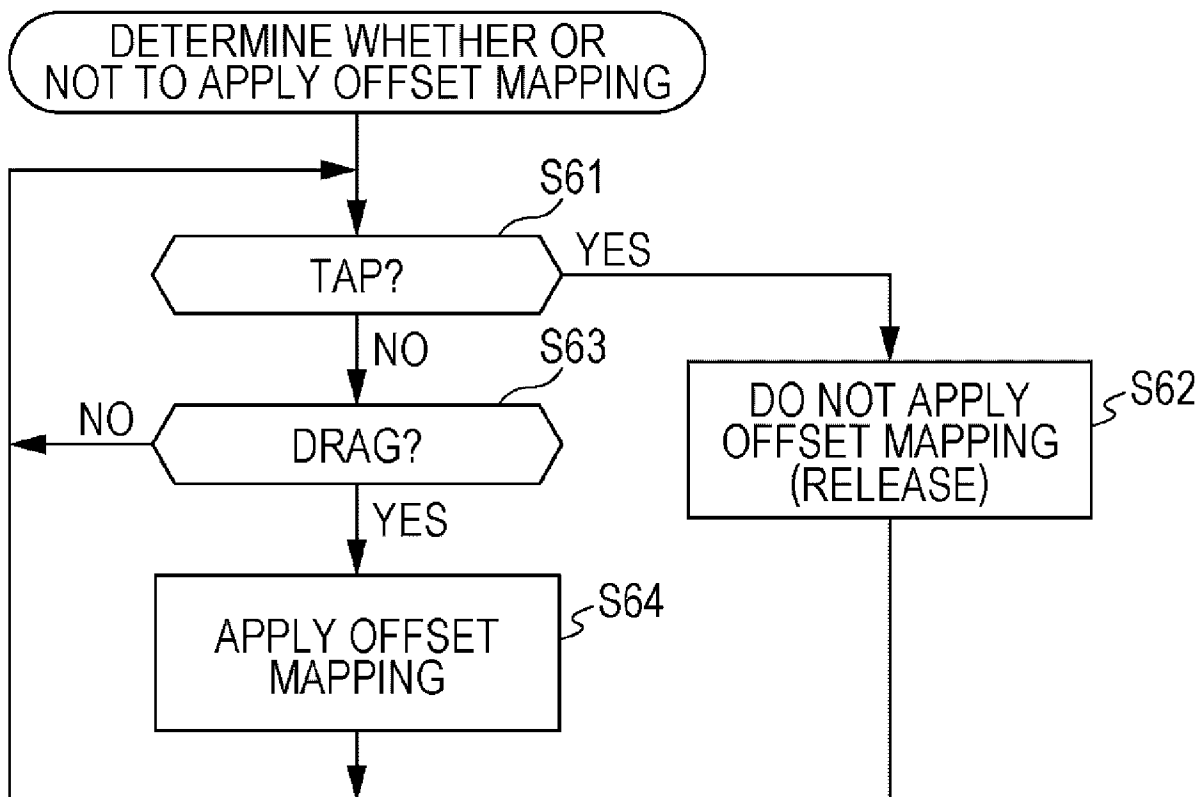 DETERMINE WHETHER OR
NOT TO APPLY OFFSET MAPPING
S61
TAP?
YES
NO
S63
DRAG?
NO
YES
S62
DO NOT APPLY
OFFSET MAPPING
(RELEASE)
S64
APPLY OFFSET
MAPPING